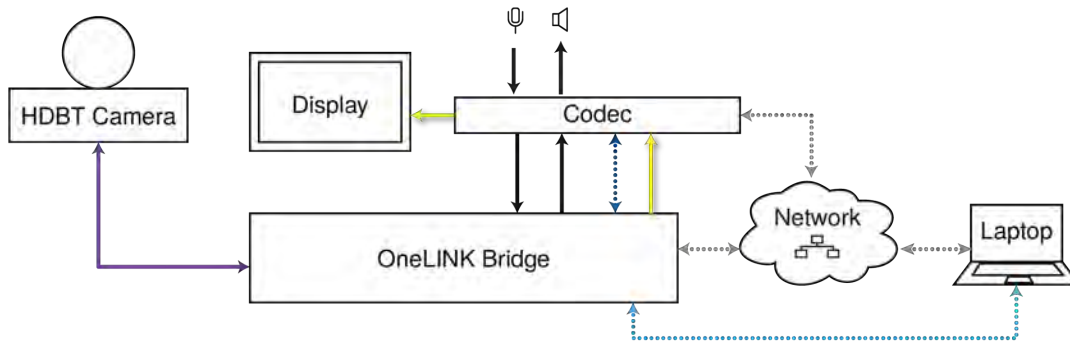 HDBT Camera
Display
Codec
OneLINK Bridge
Network
Laptop